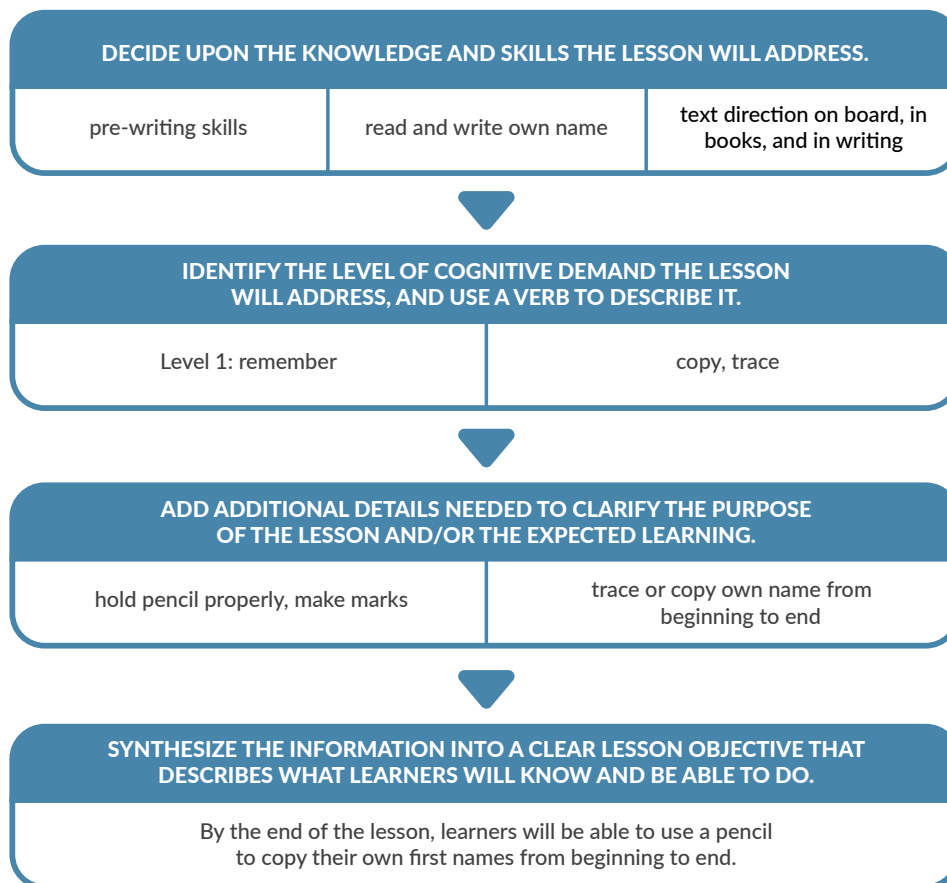 DECIDE UPON THE KNOWLEDGE AND SKILLS THE LESSON WILL ADDRESS.
pre-writing skills
read and write own name
text direction on board, in
books, and in writing
IDENTIFY THE LEVEL OF COGNITIVE DEMAND THE LESSON
WILL ADDRESS, AND USE A VERB TO DESCRIBE IT.
Level 1: remember
copy, trace
ADD ADDITIONAL DETAILS NEEDED TO CLARIFY THE PURPOSE
OF THE LESSON AND/OR THE EXPECTED LEARNING.
hold pencil properly, make marks
trace or copy own name from
beginning to end
SYNTHESIZE THE INFORMATION INTO A CLEAR LESSON OBJECTIVE THAT
DESCRIBES WHAT LEARNERS WILL KNOW AND BE ABLE TO DO.
By the end of the lesson, learners will be able to use a pencil
to copy their own first names from beginning to end.